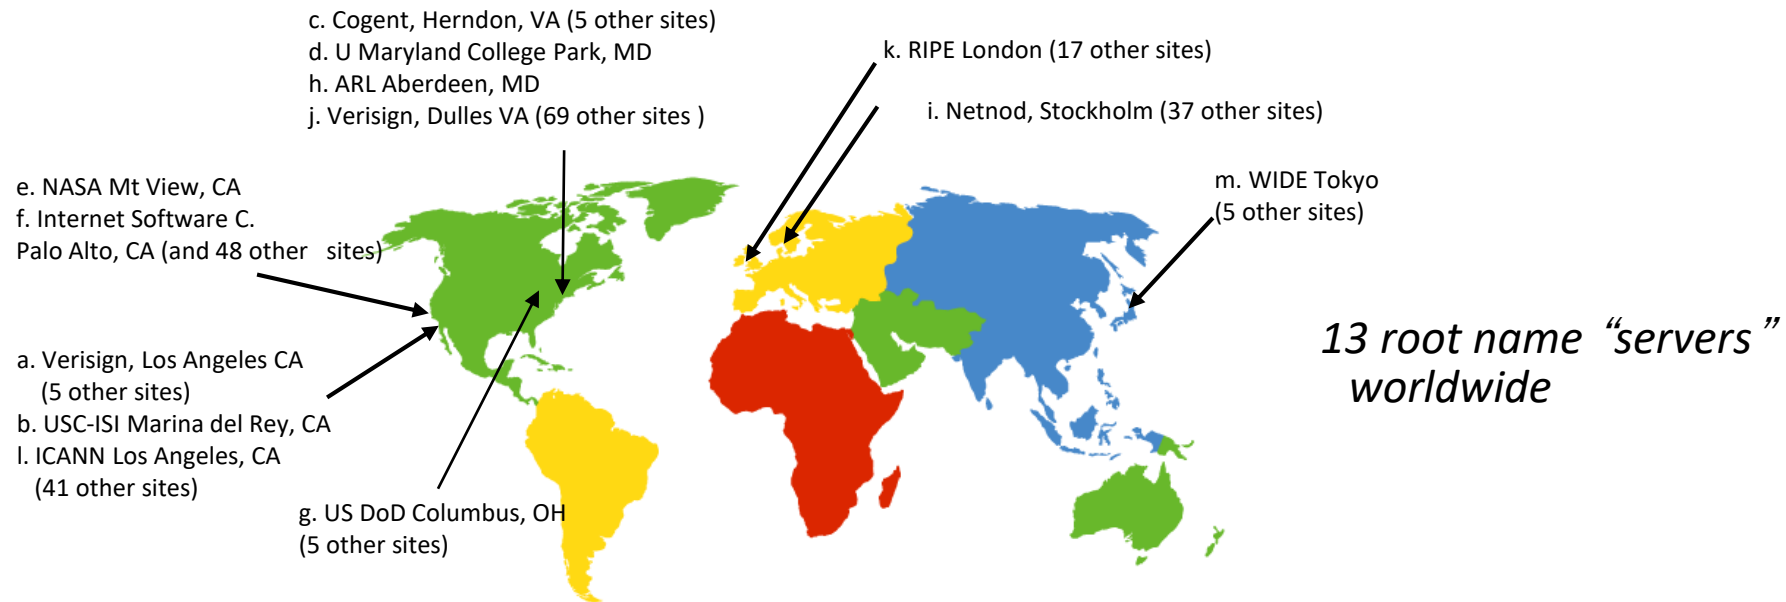 c. Cogent, Herndon, VA (5 other sites)
d. U Maryland College Park, MD
h. ARL Aberdeen, MD
j. Verisign, Dulles VA (69 other sites )
k. RIPE London (17 other sites)
i. Netnod, Stockholm (37 other sites)
e. NASA Mt View, CA
f. Internet Software C.
Palo Alto, CA (and 48 other sites)
m. WIDE Tokyo
(5 other sites)
a. Verisign, Los Angeles CA
(5 other sites)
b. USC-ISI Marina del Rey, CA
l. ICANN Los Angeles, CA
(41 other sites)
g. US DoD Columbus, OH
(5 other sites)
13 root name “servers”
worldwide